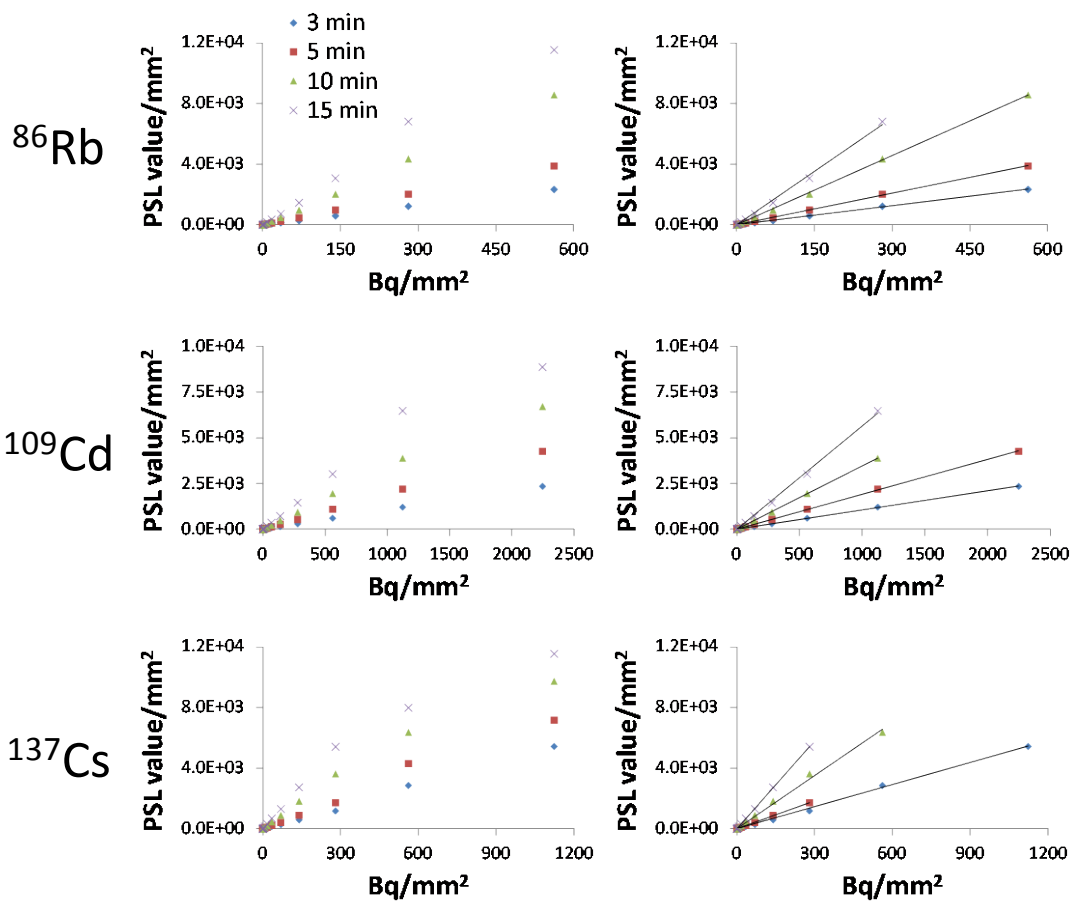 3 min
5 min
10 min
15 min
86Rb
PSL value/mm2
1.2E+04
8.0E+03
4.0E+03
0.0E+00
0 150 300 450 600
Bq/mm2
PSL value/mm2
1.2E+04
8.0E+03
4.0E+03
0.0E+00
0 150 300 450 600
Bq/mm2
109Cd
PSL value/mm2
1.0E+04
7.5E+03
5.0E+03
2.5E+03
0.0E+00
0 500 1000 1500 2000 2500
Bq/mm2
PSL value/mm2
1.0E+04
7.5E+03
5.0E+03
2.5E+03
0.0E+00
0 500 1000 1500 2000 2500
Bq/mm2
137Cs
PSL value/mm2
1.2E+04
8.0E+03
4.0E+03
0.0E+00
0 300 600 900 1200
Bq/mm2
PSL value/mm2
1.2E+04
8.0E+03
4.0E+03
0.0E+00
0 300 600 900 1200
Bq/mm2